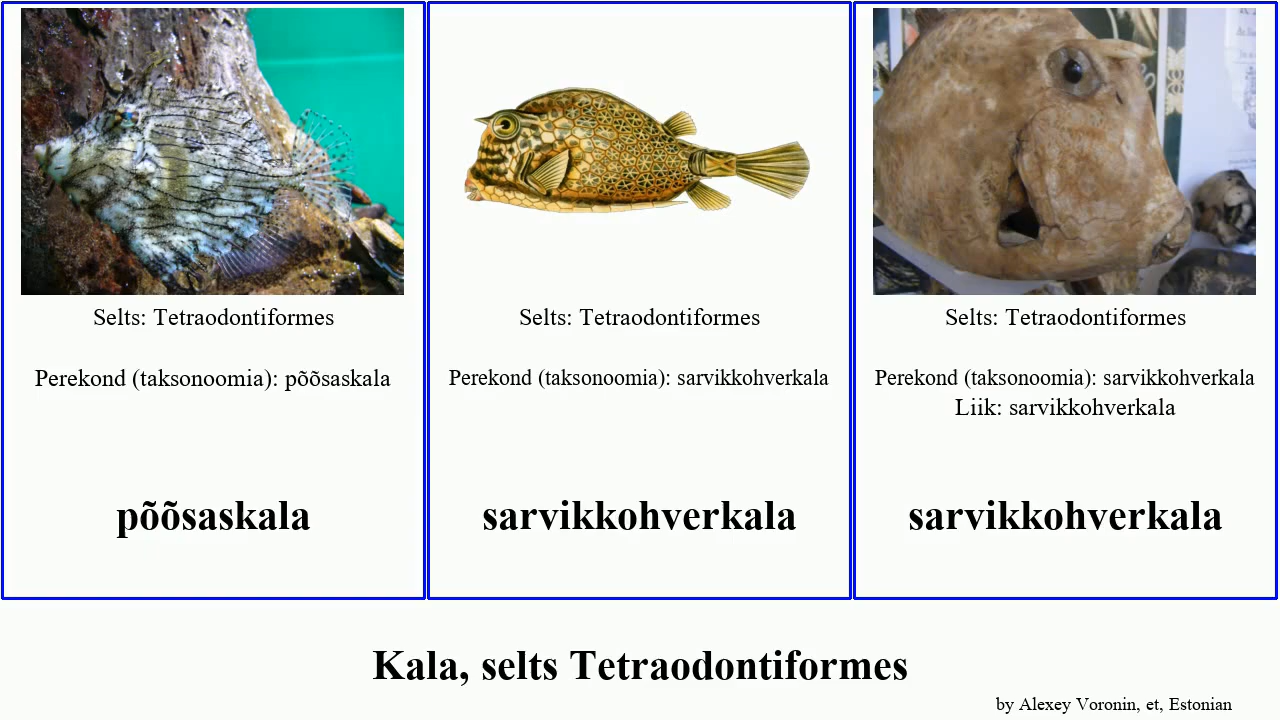 Selts: Tetraodontiformes
Perekond (taksonoomia): põõsaskala
põõsaskala
Selts: Tetraodontiformes
Perekond (taksonoomia): sarvikkohverkala
sarvikkohverkala
Selts: Tetraodontiformes
Perekond (taksonoomia): sarvikkohverkala
Liik: sarvikkohverkala
sarvikkohverkala
Kala, selts Tetraodontiformes
by Alexey Voronin, et, Estonian